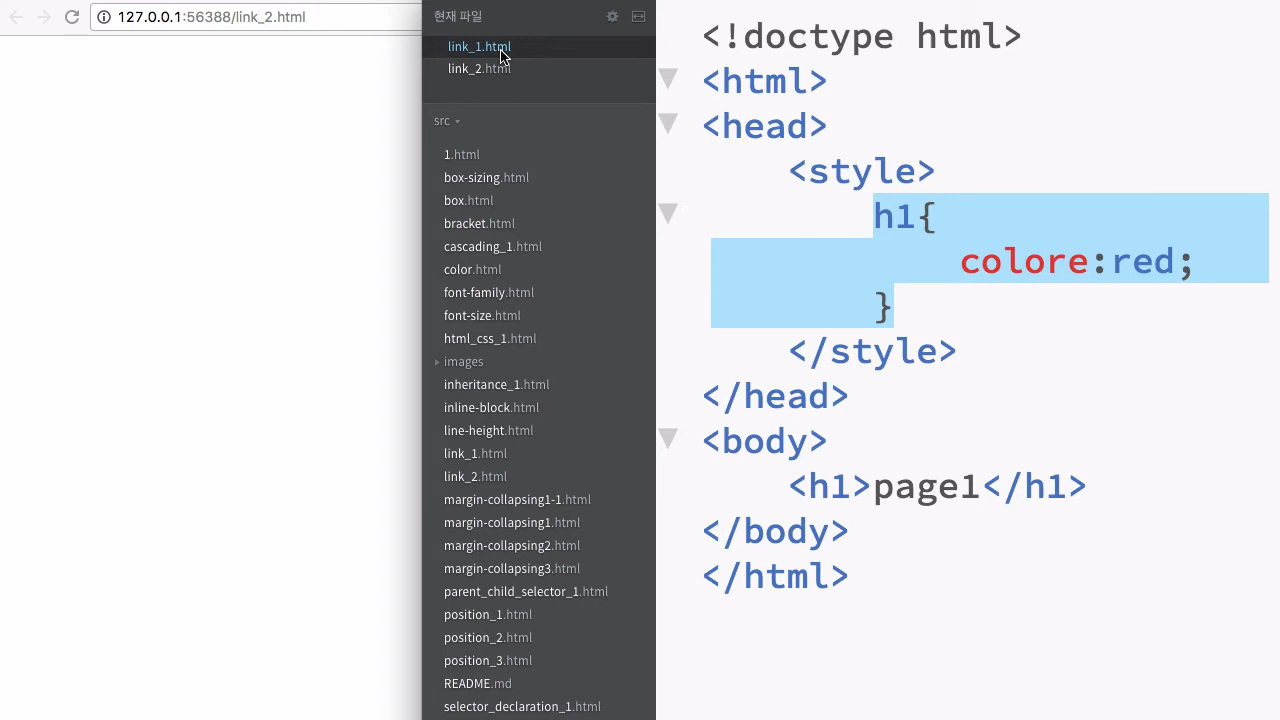 127.0.0.1:56388/link_2.html
현재 파일
link_1.html
link_2.html
src
1.html
box-sizing.html
box.html
bracket.html
cascading_1.html
color.html
font-family.html
font-size.html
html_css_1.html
images
inheritance_1.html
inline-block.html
line-height.html
link_1.html
link_2.html
margin-collapsing1-1.html
margin-collapsing1.html
margin-collapsing2.html
margin-collapsing3.html
parent_child_selector_1.html
position_1.html
position_2.html
position_3.html
README.md
selector_declaration_1.html
<!doctype html>
<html>
<head>
<style>
h1{
colore:red;
}
</style>
</head>
<body>
<h1>page1</h1>
</body>
</html>